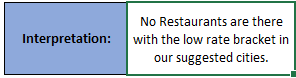 Interpretation:
No Restaurants are there
with the low rate bracket in
our suggested cities.